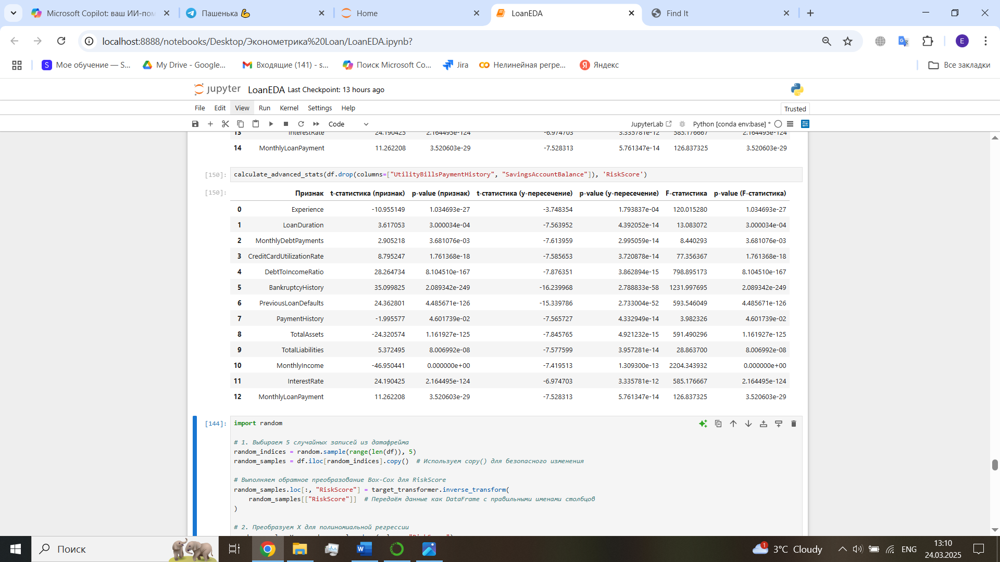 Microsoft Copilot: ваш ИИ-пом
Пашенька 💪
Home
LoanEDA
Find It
localhost:8888/notebooks/Desktop/Эконометрика%20Loan/LoanEDA.ipynb?
E
S Мое обучение — S...
My Drive - Google...
Входящие (141) - s...
Поиск Microsoft Co...
Jira
Нелинейная регре...
Я Яндекс
Все закладки
jupyter LoanEDA Last Checkpoint: 13 hours ago
File Edit View Run Kernel Settings Help
Trusted
Code
JupyterLab
Python [conda env:base] *
13 InterestRate 24.190425 2.164495e-124 -6.974703 3.335781e-12 585.176667 2.164495e-124
14 MonthlyLoanPayment 11.262208 3.520603e-29 -7.528313 5.761347e-14 126.837325 3.520603e-29
[150]: calculate_advanced_stats(df.drop(columns=["UtilityBillsPaymentHistory", "SavingsAccountBalance"]), 'RiskScore')
[150]: Признак t-статистика (признак) p-value (признак) t-статистика (y-пересечение) p-value (y-пересечение) F-статистика p-value (F-статистика)
0 Experience -10.955149 1.034693e-27 -3.748354 1.793837e-04 120.015280 1.034693e-27
1 LoanDuration 3.617053 3.000034e-04 -7.563952 4.392052e-14 13.083072 3.000034e-04
2 MonthlyDebtPayments 2.905218 3.681076e-03 -7.613959 2.995059e-14 8.440293 3.681076e-03
3 CreditCardUtilizationRate 8.795247 1.761368e-18 -7.585653 3.720878e-14 77.356367 1.761368e-18
4 DebtToIncomeRatio 28.264734 8.104510e-167 -7.876351 3.862894e-15 798.895173 8.104510e-167
5 BankruptcyHistory 35.099825 2.089342e-249 -16.239968 2.788833e-58 1231.997695 2.089342e-249
6 PreviousLoanDefaults 24.362801 4.485671e-126 -15.339786 2.733004e-52 593.546049 4.485671e-126
7 PaymentHistory -1.995577 4.601739e-02 -7.565727 4.332949e-14 3.982326 4.601739e-02
8 TotalAssets -24.320574 1.161927e-125 -7.845765 4.921232e-15 591.490296 1.161927e-125
9 TotalLiabilities 5.372495 8.006992e-08 -7.577599 3.957281e-14 28.863700 8.006992e-08
10 MonthlyIncome -46.950441 0.000000e+00 -7.419513 1.309300e-13 2204.343932 0.000000e+00
11 InterestRate 24.190425 2.164495e-124 -6.974703 3.335781e-12 585.176667 2.164495e-124
12 MonthlyLoanPayment 11.262208 3.520603e-29 -7.528313 5.761347e-14 126.837325 3.520603e-29
[144]: import random
# 1. Выбираем 5 случайных записей из датафрейма
random_indices = random.sample(range(len(df)), 5)
random_samples = df.iloc[random_indices].copy() # Используем copy() для безопасного изменения
# Выполняем обратное преобразование Box-Cox для RiskScore
random_samples.loc[:, "RiskScore"] = target_transformer.inverse_transform(
random_samples[["RiskScore"]] # Передаём данные как DataFrame с правильными именами столбцов
)
# 2. Преобразуем X для полиномиальной регрессии
Поиск
1
3°C Cloudy
ENG
13:10
24.03.2025